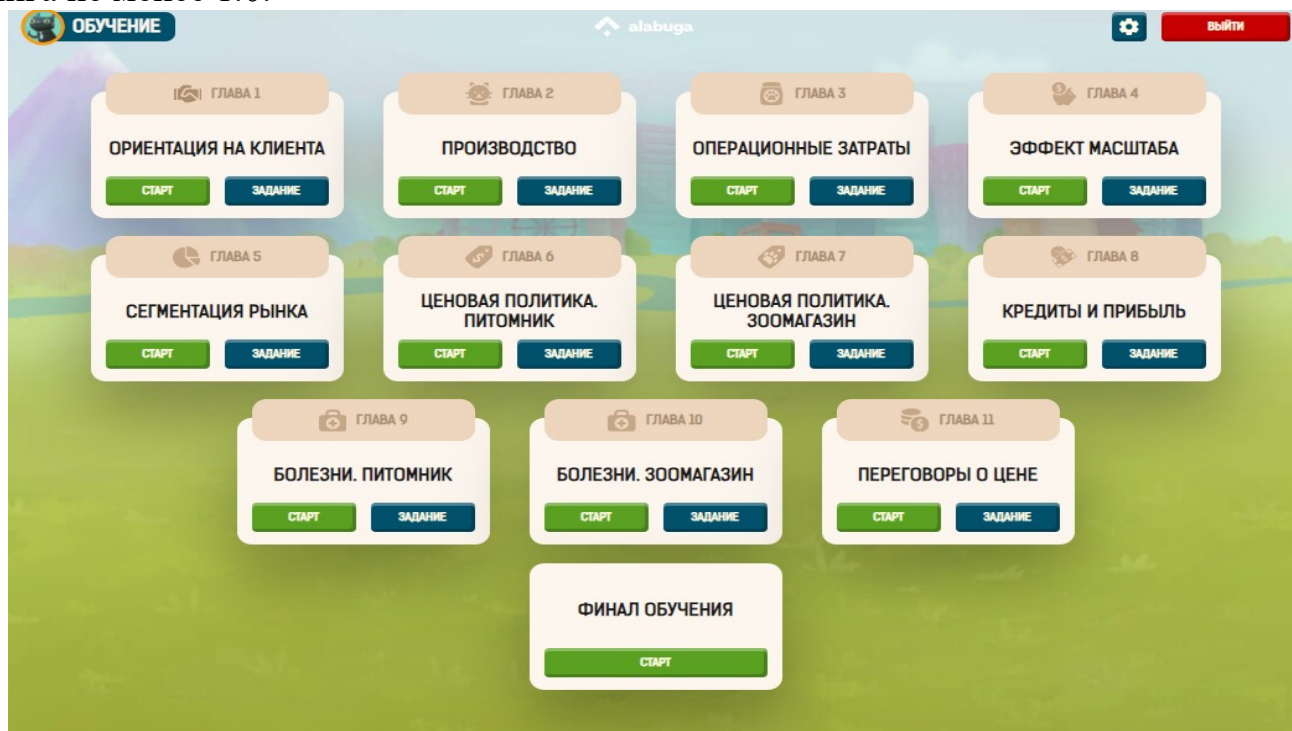 ОБУЧЕНИЕ
alabuga
ВЫЙТИ
ГЛАВА 1
ОРИЕНТАЦИЯ НА КЛИЕНТА
СТАРТ
ЗАДАНИЕ
ГЛАВА 2
ПРОИЗВОДСТВО
СТАРТ
ЗАДАНИЕ
ГЛАВА 3
ОПЕРАЦИОННЫЕ ЗАТРАТЫ
СТАРТ
ЗАДАНИЕ
ГЛАВА 4
ЭФФЕКТ МАСШТАБА
СТАРТ
ЗАДАНИЕ
ГЛАВА 5
СЕГМЕНТАЦИЯ РЫНКА
СТАРТ
ЗАДАНИЕ
ГЛАВА 6
ЦЕНОВАЯ ПОЛИТИКА.
ПИТОМНИК
СТАРТ
ЗАДАНИЕ
ГЛАВА 7
ЦЕНОВАЯ ПОЛИТИКА.
ЗООМАГАЗИН
СТАРТ
ЗАДАНИЕ
ГЛАВА 8
КРЕДИТЫ И ПРИБЫЛЬ
СТАРТ
ЗАДАНИЕ
ГЛАВА 9
БОЛЕЗНИ. ПИТОМНИК
СТАРТ
ЗАДАНИЕ
ГЛАВА 10
БОЛЕЗНИ. ЗООМАГАЗИН
СТАРТ
ЗАДАНИЕ
ГЛАВА 11
ПЕРЕГОВОРЫ О ЦЕНЕ
СТАРТ
ЗАДАНИЕ
ФИНАЛ ОБУЧЕНИЯ
СТАРТ